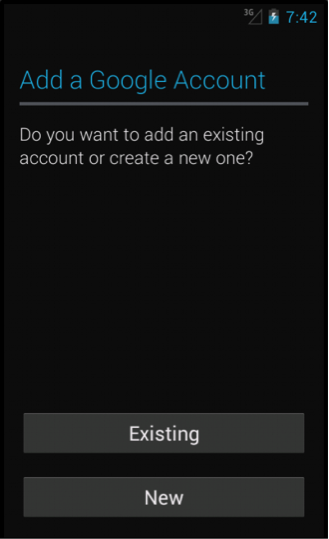 3G 7:42
Add a Google Account
Do you want to add an existing
account or create a new one?
Existing
New